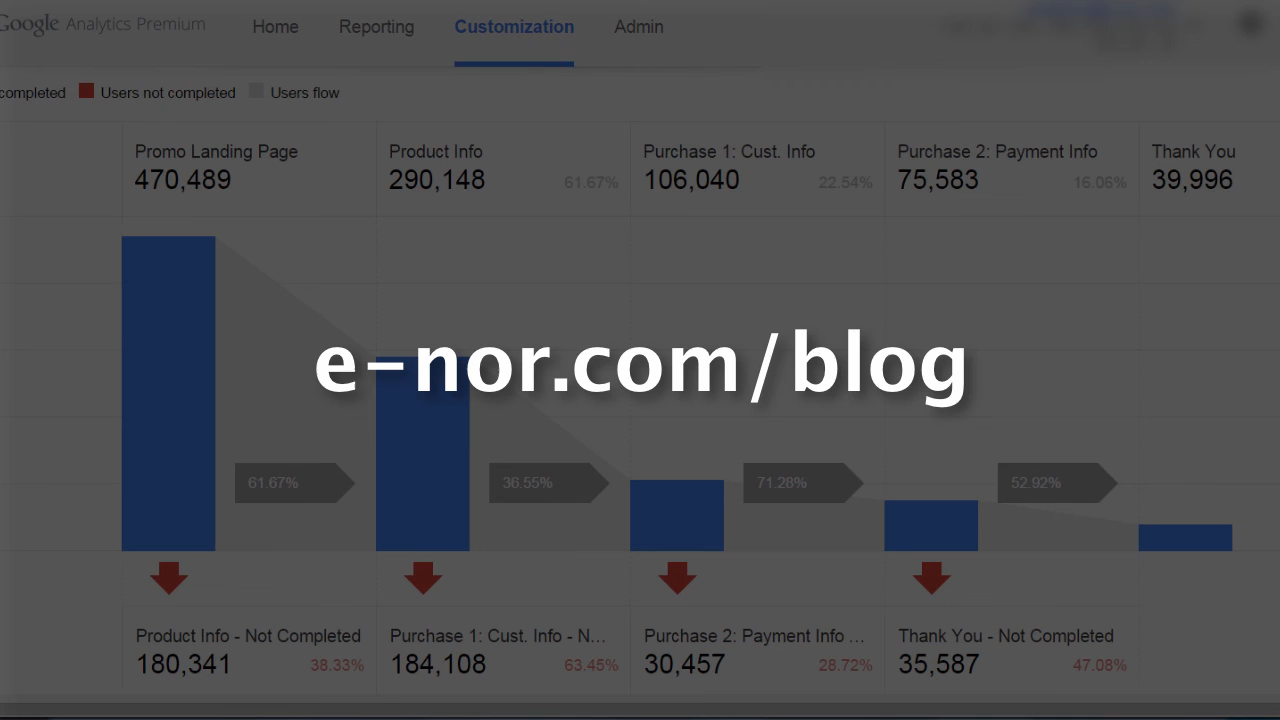 Google Analytics Premium Home Reporting Customization Admin
completed Users not completed Users flow
Promo Landing Page Product Info Purchase 1: Cust. Info Purchase 2: Payment Info Thank You
470,489 290,148 61.67% 106,040 22.54% 75,583 16.06% 39,996
e-nor.com/blog
61.67% 36.55% 71.28% 52.92%
Product Info - Not Completed Purchase 1: Cust. Info - N... Purchase 2: Payment Info ... Thank You - Not Completed
180,341 38.33% 184,108 63.45% 30,457 28.72% 35,587 47.08%